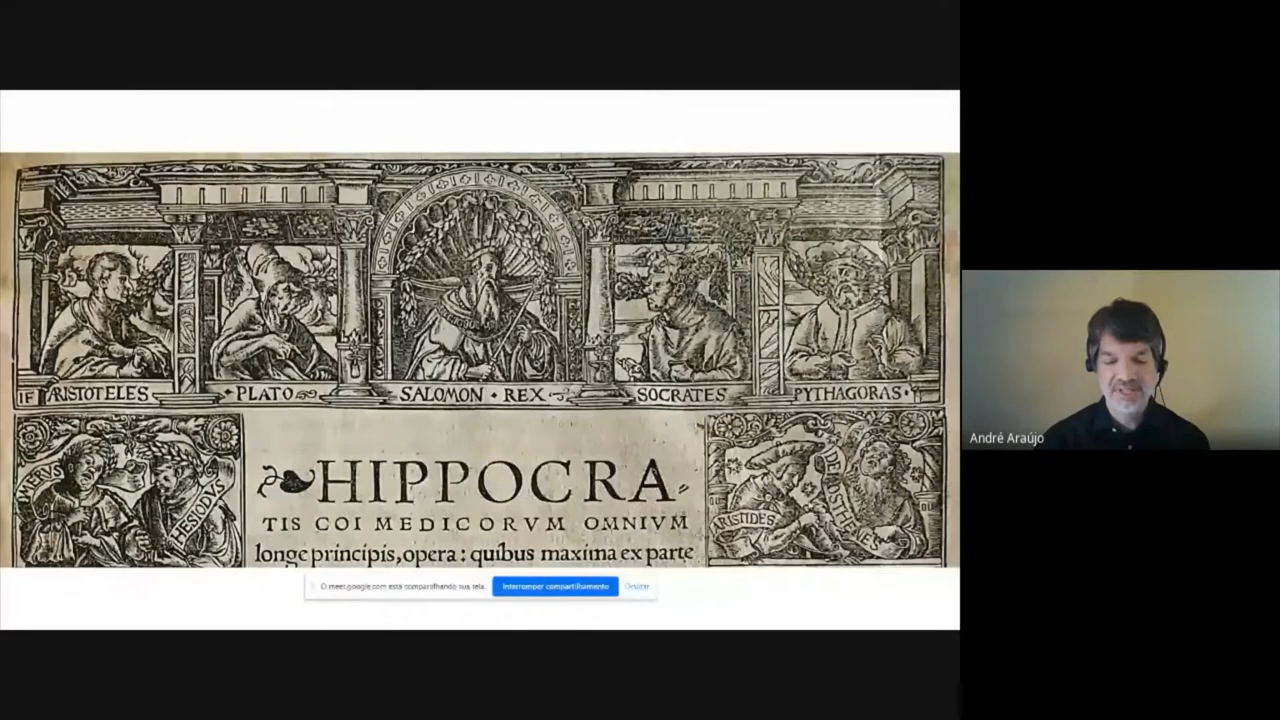 IF
ARISTOTELES
PLATO
SALOMON · REX
SOCRATES
PYTHAGORAS ·
HESIODVS
HIPPOCRA
TIS COI MEDICORVM OMNIVM
longe principis, opera : quibus maxima ex parte
ARISTIDES
O meet.google.com está compartilhando sua tela.
Interromper compartilhamento
Ocultar
André Araújo